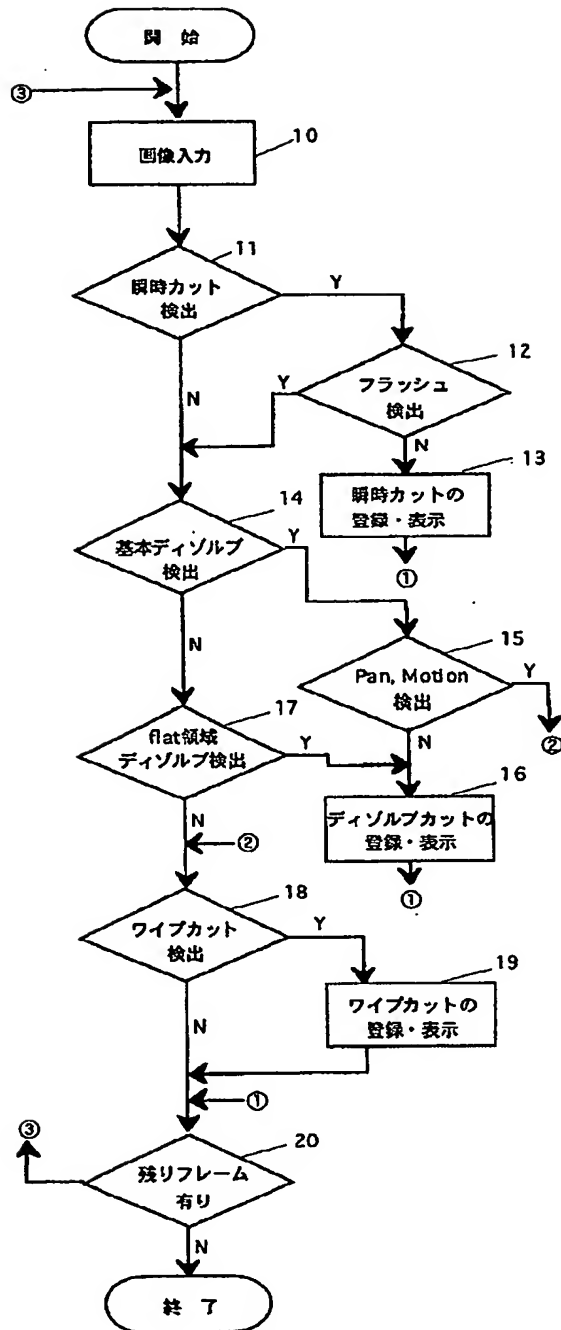 開 始
③
画像入力
10
瞬時カット
検出
11
Y
N
フラッシュ
検出
12
Y
N
瞬時カットの
登録・表示
13
①
基本ディゾルブ
検出
14
Y
N
Pan, Motion
検出
15
Y
②
N
flat領域
ディゾルブ検出
17
Y
N
ディゾルブカットの
登録・表示
16
①
②
ワイプカット
検出
18
Y
N
ワイプカットの
登録・表示
19
①
③
残りフレーム
有り
20
N
終 了